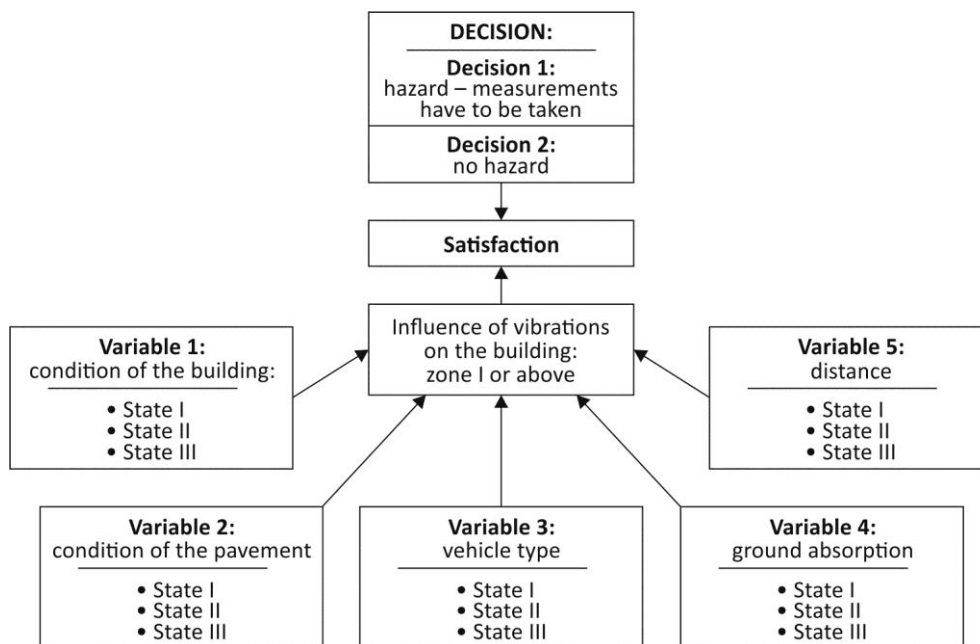 DECISION:
Decision 1:
hazard – measurements
have to be taken
Decision 2:
no hazard
Satisfaction
Influence of vibrations
on the building:
zone I or above
Variable 1:
condition of the building:
• State I
• State II
• State III
Variable 5:
distance
• State I
• State II
• State III
Variable 2:
condition of the pavement
• State I
• State II
• State III
Variable 3:
vehicle type
• State I
• State II
• State III
Variable 4:
ground absorption
• State I
• State II
• State III